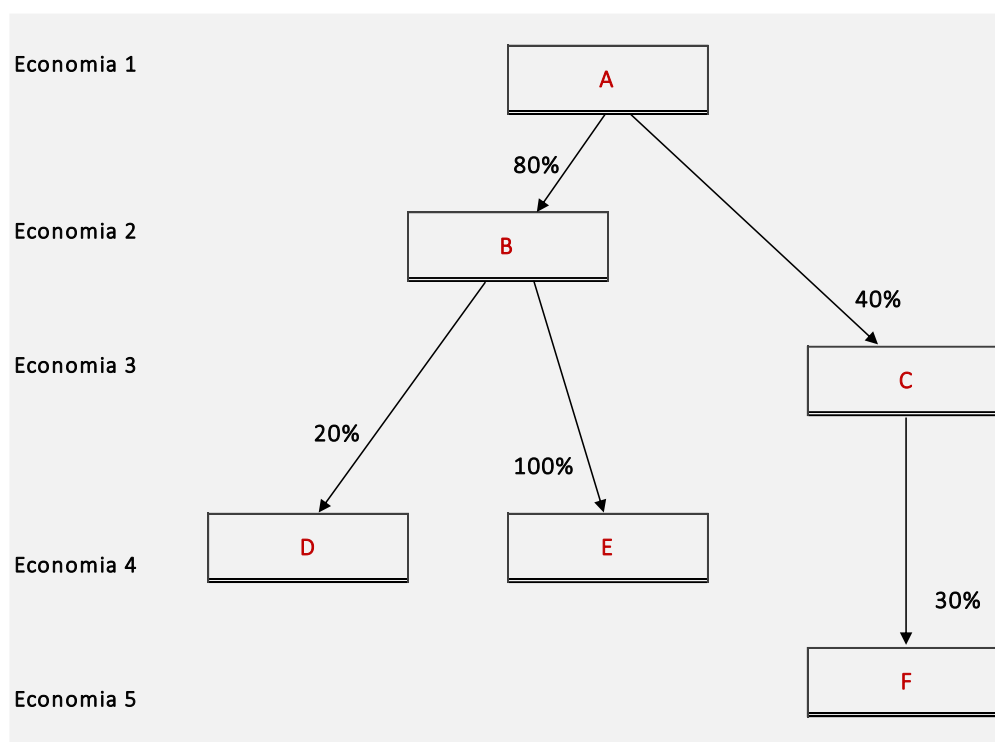 Economia 1
A
80%
Economia 2
B
40%
Economia 3
C
20%
100%
D
E
Economia 4
30%
F
Economia 5